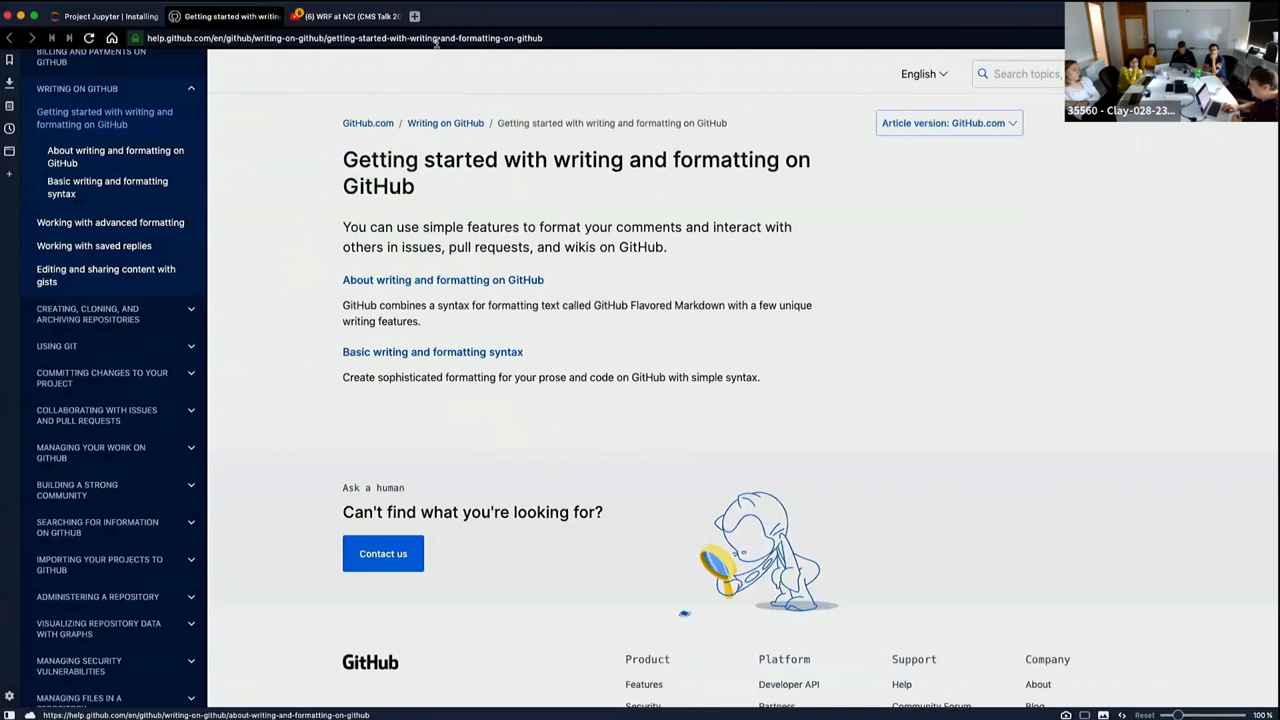 Project Jupyter | Installing
Getting started with writin
(6) WRF at NCI (CMS Talk 20
help.github.com/en/github/writing-on-github/getting-started-with-writing-and-formatting-on-github
BILLING AND PAYMENTS ON
GITHUB
WRITING ON GITHUB
Getting started with writing and
formatting on GitHub
About writing and formatting on
GitHub
Basic writing and formatting
syntax
Working with advanced formatting
Working with saved replies
Editing and sharing content with
gists
CREATING, CLONING, AND
ARCHIVING REPOSITORIES
USING GIT
COMMITTING CHANGES TO YOUR
PROJECT
COLLABORATING WITH ISSUES
AND PULL REQUESTS
MANAGING YOUR WORK ON
GITHUB
BUILDING A STRONG
COMMUNITY
SEARCHING FOR INFORMATION
ON GITHUB
IMPORTING YOUR PROJECTS TO
GITHUB
ADMINISTERING A REPOSITORY
VISUALIZING REPOSITORY DATA
WITH GRAPHS
MANAGING SECURITY
VULNERABILITIES
MANAGING FILES IN A
English
Search topics,
35560 - Clay-028-23...
GitHub.com / Writing on GitHub / Getting started with writing and formatting on GitHub
Article version: GitHub.com
Getting started with writing and formatting on
GitHub
You can use simple features to format your comments and interact with
others in issues, pull requests, and wikis on GitHub.
About writing and formatting on GitHub
GitHub combines a syntax for formatting text called GitHub Flavored Markdown with a few unique
writing features.
Basic writing and formatting syntax
Create sophisticated formatting for your prose and code on GitHub with simple syntax.
Ask a human
Can't find what you're looking for?
Contact us
GitHub
Product
Platform
Support
Company
Features
Developer API
Help
About
Security
Partners
Community Forum
Blog
https://help.github.com/en/github/writing-on-github/about-writing-and-formatting-on-github
Reset
100 %